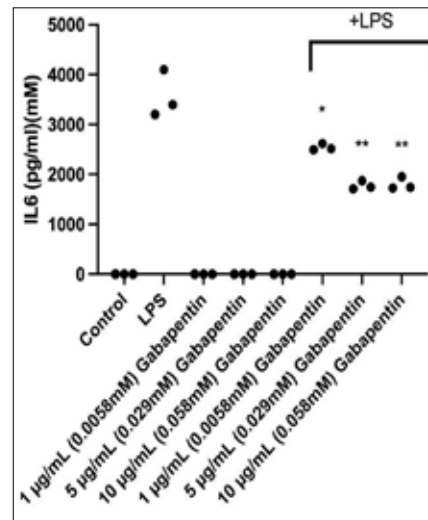 +LPS
IL6 (pg/ml)(mM)
5000
4000
3000
2000
1000
0
*
**
**
Control
LPS
1 µg/mL (0.0058mM) Gabapentin
5 µg/mL (0.029mM) Gabapentin
10 µg/mL (0.058mM) Gabapentin
1 µg/mL (0.0058mM) Gabapentin
5 µg/mL (0.029mM) Gabapentin
10 µg/mL (0.058mM) Gabapentin